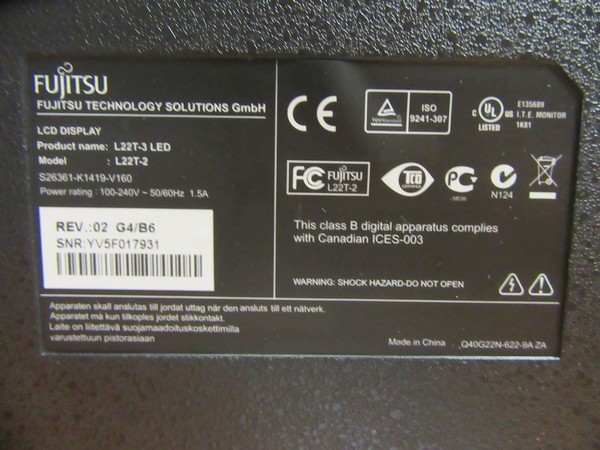 FUJITSU
FUJITSU TECHNOLOGY SOLUTIONS GmbH
LCD DISPLAY
Product name: L22T-3 LED
Model : L22T-2
S26361-K1419-V160
Power rating : 100-240V ~ 50/60Hz 1.5A
REV.:02 G4/B6
SNR:YV5F017931
CE
ISO
9241-307
C UL US
LISTED
E135689
I.T.E. MONITOR
1K81
FC FUJITSU
L22T-2
TCO
CERTIFIED
N124
This class B digital apparatus complies
with Canadian ICES-003
WARNING: SHOCK HAZARD-DO NOT OPEN
Apparaten skall anslutas till jordat uttag när den ansluts till ett nätverk.
Apparatet må kun tilkoples jordet stikkontakt.
Laite on liitettävä suojamaadoituskoskettimilla
varustettuun pistorasiaan
Made in China
Q40G22N-622-9A ZA